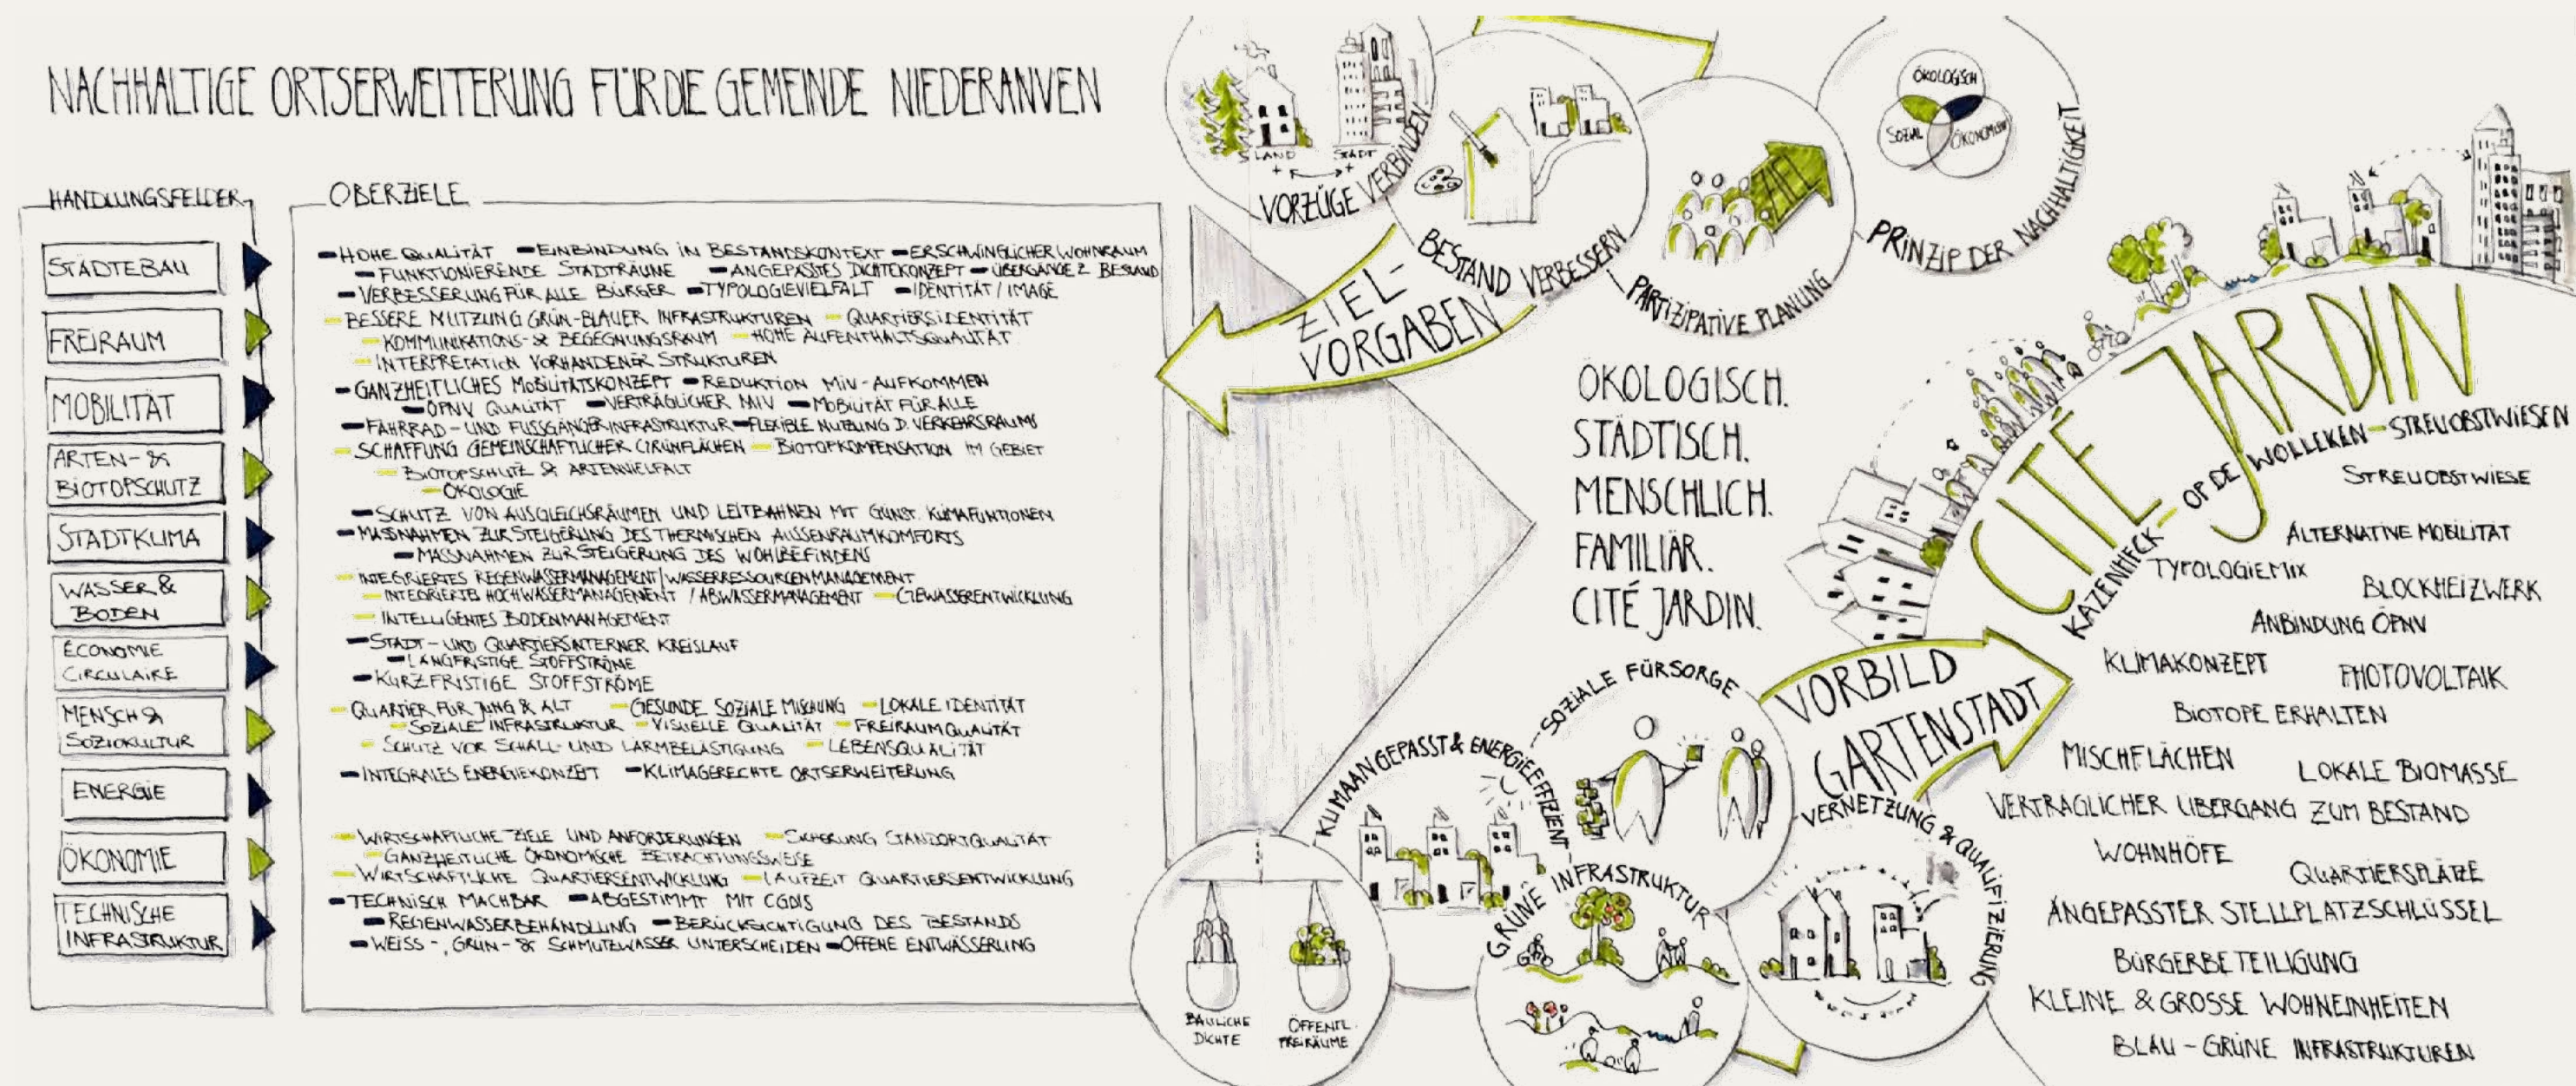 NACHHALTIGE ORTSERWEITERUNG FÜR DIE GEMEINDE NIEDERANVEN
HANDLUNGSFELDER
STÄDTEBAU
FREIRAUM
MOBILITÄT
ARTEN- &
BIOTOPSCHUTZ
STADTKLIMA
WASSER &
BODEN
ÉCONOMIE
CIRCULAIRE
MENSCH &
SOZIOKULTUR
ENERGIE
ÖKONOMIE
TECHNISCHE
INFRASTRUKTUR
OBERZIELE
- HOHE QUALITÄT - EINBINDUNG IN BESTANDSKONTEXT - ERSCHWINGLICHER WOHNRAUM
- FUNKTIONIERENDE STADTRÄUME - ANGEPASSTES DICHTEKONZEPT - ÜBERGÄNGE Z. BESTAND
- VERBESSERUNG FÜR ALLE BÜRGER - TYPOLOGIEVIELFALT - IDENTITÄT / IMAGE
- BESSERE NUTZUNG GRÜN-BLAUER INFRASTRUKTUREN - QUARTIERSIDENTITÄT
- KOMMUNIKATIONS- & BEGEGNUNGSRAUM - HOHE AUFENTHALTSQUALITÄT
- INTERPRETATION VORHANDENER STRUKTUREN
- GANZHEITLICHES MOBILITÄTSKONZEPT - REDUKTION MIV-AUFKOMMEN
- ÖPNV QUALITÄT - VERTRÄGLICHER MIV - MOBILITÄT FÜR ALLE
- FAHRRAD- UND FUSSGÄNGERINFRASTRUKTUR - FLEXIBLE NUTZUNG D. VERKEHRSRAUMS
- SCHAFFUNG GEMEINSCHAFTLICHER GRÜNFLÄCHEN - BIOTOPKOMPENSATION IM GEBIET
- BIOTOPSCHUTZ & ARTENVIELFALT
- ÖKOLOGIE
- SCHUTZ VON AUSGLEICHSRÄUMEN UND LEITBAHNEN MIT GÜNST. KLIMAFUNTIONEN
- MASSNAHMEN ZUR STEIGERUNG DES THERMISCHEN AUSSENRAUMKOMFORTS
- MASSNAHMEN ZUR STEIGERUNG DES WOHLBEFINDENS
- INTEGRIERTES REGENWASSERMANAGEMENT/WASSERRESSOURCENMANAGEMENT
- INTEGRIERTES HOCHWASSERMANAGEMENT / ABWASSERMANAGEMENT - GEWÄSSERENTWICKLUNG
- INTELLIGENTES BODENMANAGEMENT
- STADT- UND QUARTIERSINTERNER KREISLAUF
- LANGFRISTIGE STOFFSTRÖME
- KURZFRISTIGE STOFFSTRÖME
- QUARTIER FÜR JUNG & ALT - GESUNDE SOZIALE MISCHUNG - LOKALE IDENTITÄT
- SOZIALE INFRASTRUKTUR - VISUELLE QUALITÄT - FREIRAUMQUALITÄT
- SCHUTZ VOR SCHALL- UND LÄRMBELÄSTIGUNG - LEBENSQUALITÄT
- INTEGRALES ENERGIEKONZEPT - KLIMAGERECHTE ORTSERWEITERUNG
- WIRTSCHAFTLICHE ZIELE UND ANFORDERUNGEN - SICHERUNG STANDORTQUALITÄT
- GANZHEITLICHE ÖKONOMISCHE BETRACHTUNGSWEISE
- WIRTSCHAFTLICHE QUARTIERSENTWICKLUNG - LAUFZEIT QUARTIERSENTWICKLUNG
- TECHNISCH MACHBAR - ABGESTIMMT MIT CGDIS
- REGENWASSERBEHANDLUNG - BERÜCKSICHTIGUNG DES BESTANDS
- WEISS-, GRÜN- & SCHMUTZWASSER UNTERSCHEIDEN - OFFENE ENTWÄSSERUNG
LAND STADT
VORZÜGE VERBINDEN
BESTAND VERBESSERN
PARTIZIPATIVE PLANUNG
ÖKOLOGISCH
SOZIAL ÖKONOMISCH
PRINZIP DER NACHHALTIGKEIT
ZIEL-
VORGABEN
ÖKOLOGISCH.
STÄDTISCH.
MENSCHLICH.
FAMILIÄR.
CITÉ JARDIN.
SOZIALE FÜRSORGE
KLIMAANGEPASST & ENERGIEEFFIZIENT
GRÜNE INFRASTRUKTUR
VERNETZUNG & QUALIFIZIERUNG
BAULICHE
DICHTE
ÖFFENTL.
FREIRÄUME
VORBILD
GARTENSTADT
CITÉ JARDIN
KAZENHECK - OP DE WOLLEKEN - STREUOBSTWIESEN
STREUOBSTWIESE
ALTERNATIVE MOBILITÄT
TYPOLOGIEMIX
BLOCKHEIZWERK
ANBINDUNG ÖPNV
KLIMAKONZEPT
PHOTOVOLTAIK
BIOTOPE ERHALTEN
MISCHFLÄCHEN
LOKALE BIOMASSE
VERTRÄGLICHER ÜBERGANG ZUM BESTAND
WOHNHÖFE
QUARTIERSPLÄTZE
ANGEPASSTER STELLPLATZSCHLÜSSEL
BÜRGERBETEILIGUNG
KLEINE & GROSSE WOHNEINHEITEN
BLAU-GRÜNE INFRASTRUKTUREN